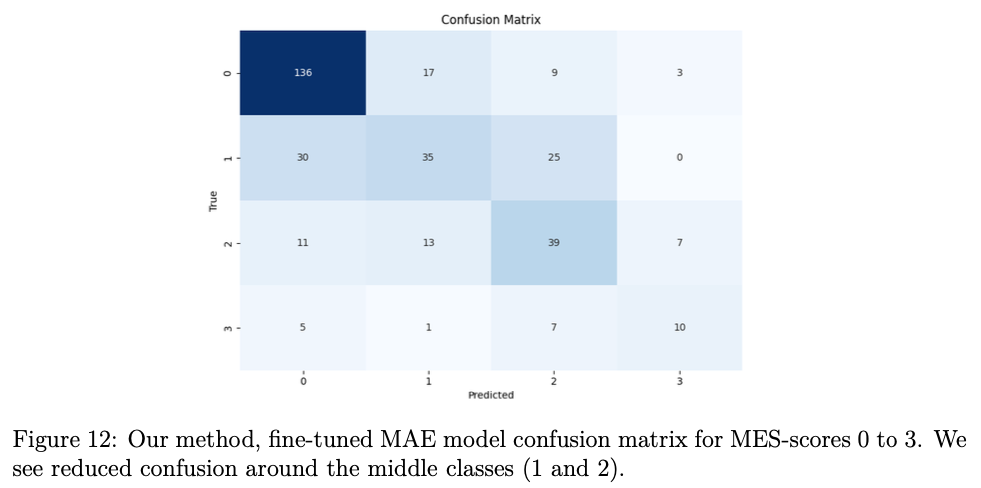 Confusion Matrix
0 136 17 9 3
1 30 35 25 0
True
2 11 13 39 7
3 5 1 7 10
0 1 2 3
Predicted
Figure 12: Our method, fine-tuned MAE model confusion matrix for MES-scores 0 to 3. We
see reduced confusion around the middle classes (1 and 2).